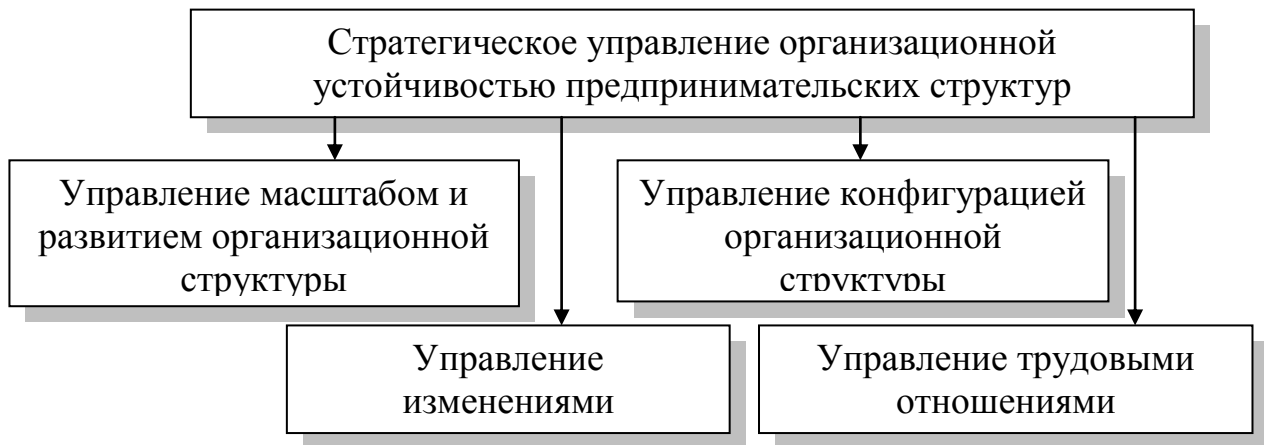 Стратегическое управление организационной
устойчивостью предпринимательских структур
Управление масштабом и
развитием организационной
структуры
Управление конфигурацией
организационной
структуры
Управление
изменениями
Управление трудовыми
отношениями